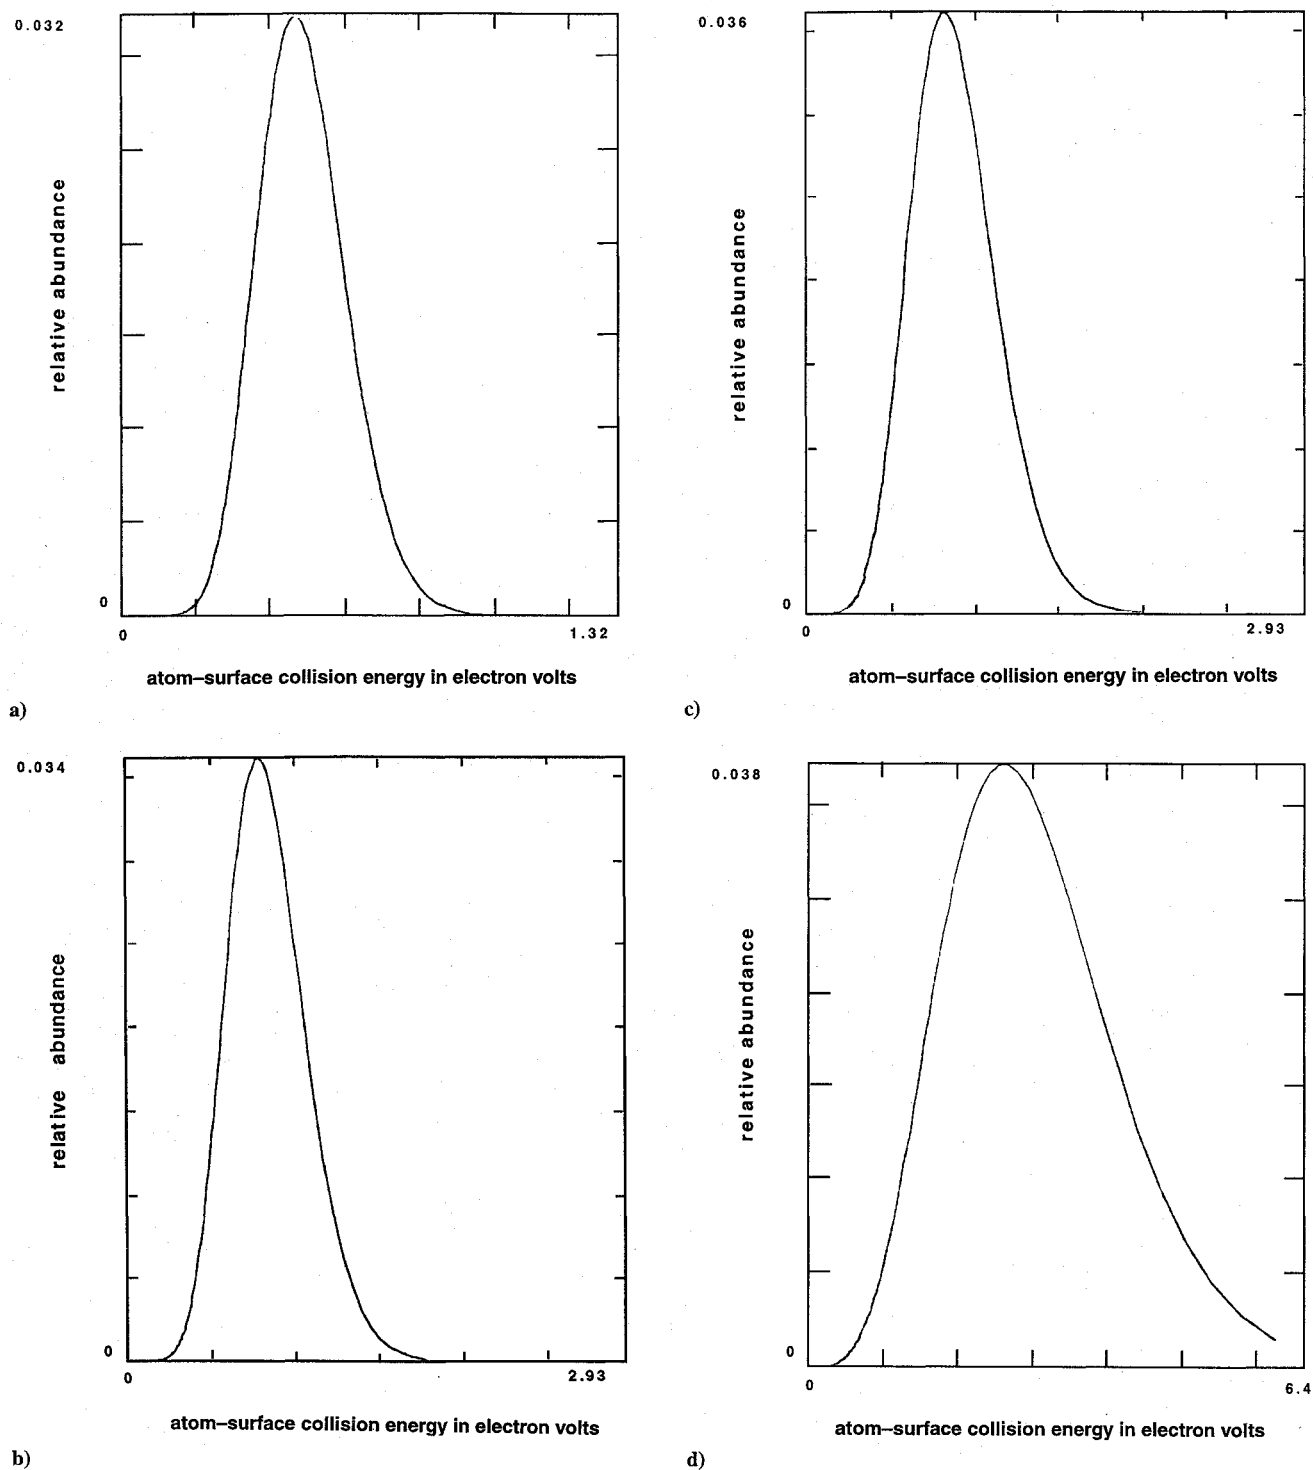 0.032
relative abundance
0
0
1.32
atom–surface collision energy in electron volts
a)
0.036
relative abundance
0
0
2.93
atom–surface collision energy in electron volts
c)
0.034
relative abundance
0
0
2.93
atom–surface collision energy in electron volts
b)
0.038
relative abundance
0
0
6.4
atom–surface collision energy in electron volts
d)